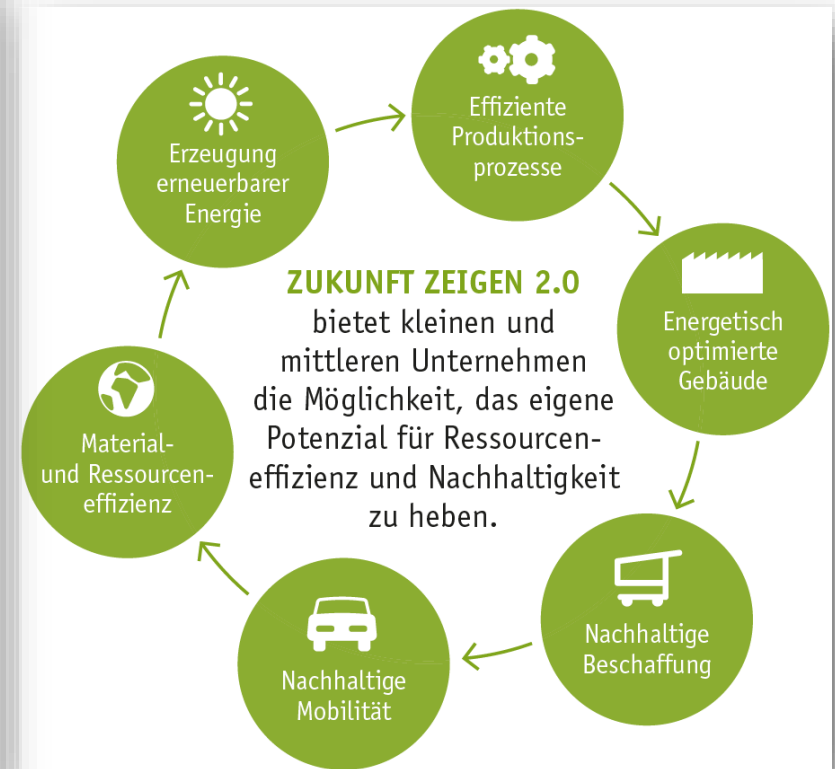 Effiziente
Produktions-
prozesse
Erzeugung
erneuerbarer
Energie
ZUKUNFT ZEIGEN 2.0
bietet kleinen und
mittleren Unternehmen
die Möglichkeit, das eigene
Potenzial für Ressourcen-
effizienz und Nachhaltigkeit
zu heben.
Energetisch
optimierte
Gebäude
Material-
und Ressourcen-
effizienz
Nachhaltige
Beschaffung
Nachhaltige
Mobilität